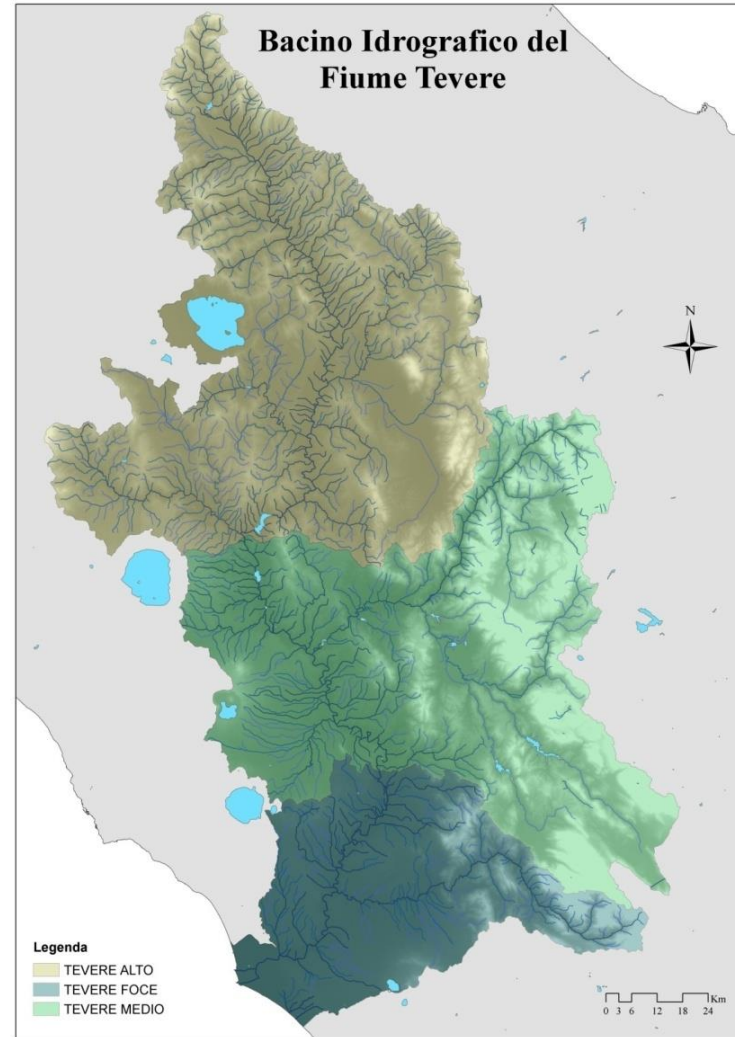 Bacino Idrografico del
Fiume Tevere
N
Legenda
TEVERE ALTO
TEVERE FOCE
TEVERE MEDIO
Km
0 3 6 12 18 24